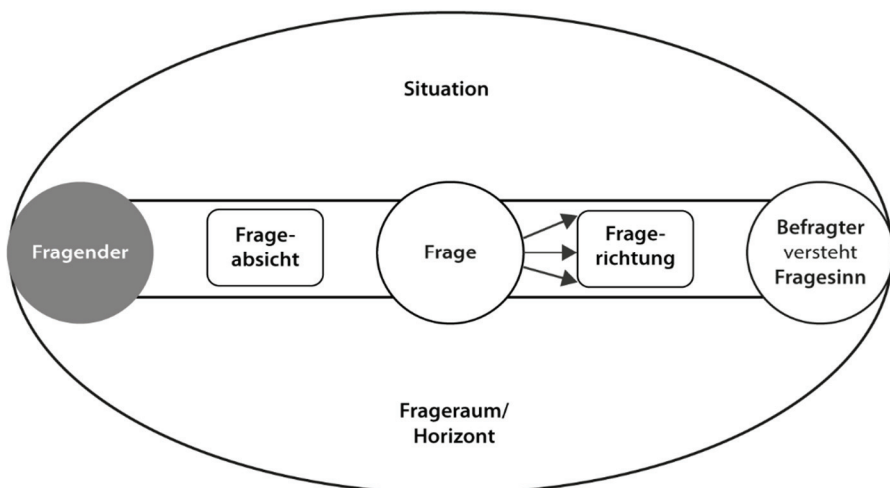 Situation
Fragender
Frage-
absicht
Frage
Frage-
richtung
Befragter
versteht
Fragesinn
Frageraum/
Horizont